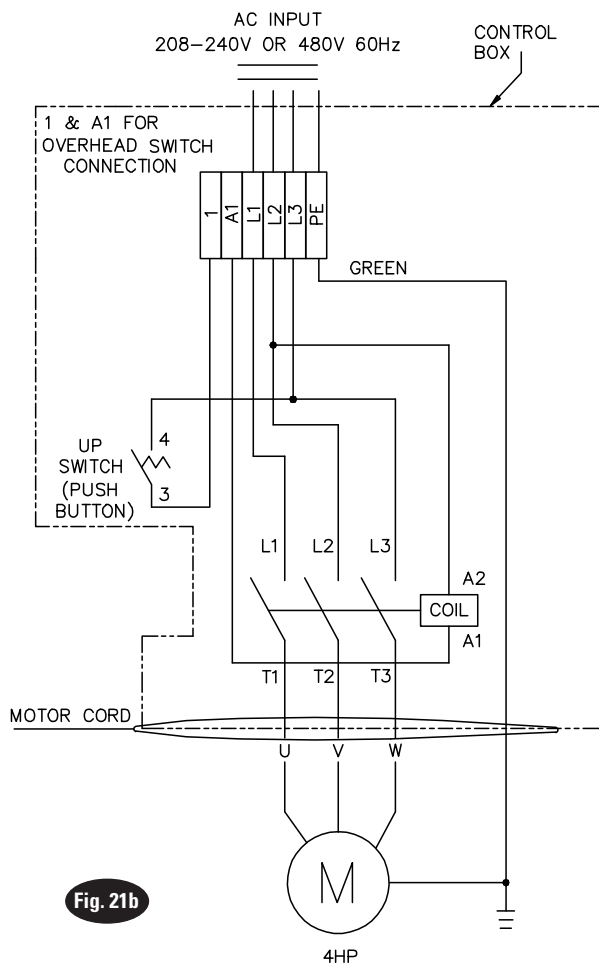 AC INPUT
208-240V OR 480V 60Hz
CONTROL
BOX
1 & A1 FOR
OVERHEAD SWITCH
CONNECTION
1
A1
L1
L2
L3
PE
GREEN
UP
SWITCH
(PUSH
BUTTON)
4
3
L1
L2
L3
A2
COIL
A1
T1
T2
T3
MOTOR CORD
U
V
W
M
Fig. 21b
4HP